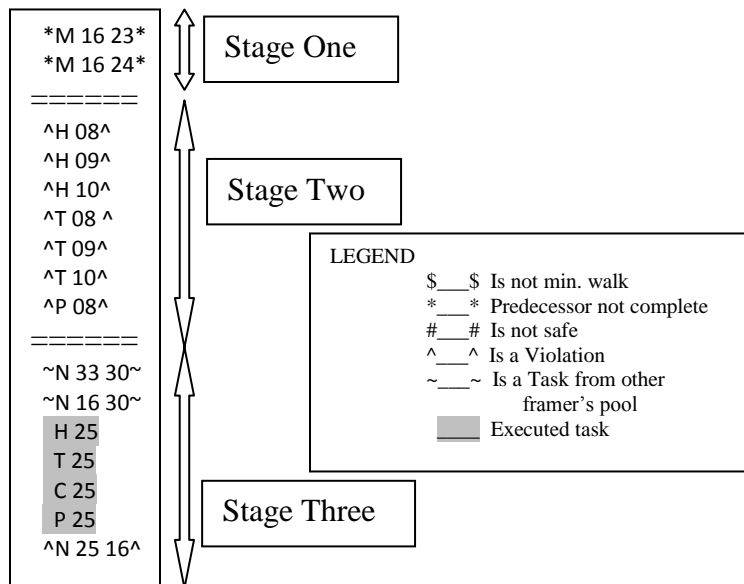 *M 16 23*
*M 16 24*
======
^H 08^
^H 09^
^H 10^
^T 08 ^
^T 09^
^T 10^
^P 08^
======
~N 33 30~
~N 16 30~
H 25
T 25
C 25
P 25
^N 25 16^
Stage One
Stage Two
Stage Three
LEGEND
$___$ Is not min. walk
*___* Predecessor not complete
#___# Is not safe
^___^ Is a Violation
~___~ Is a Task from other
framer's pool
____ Executed task